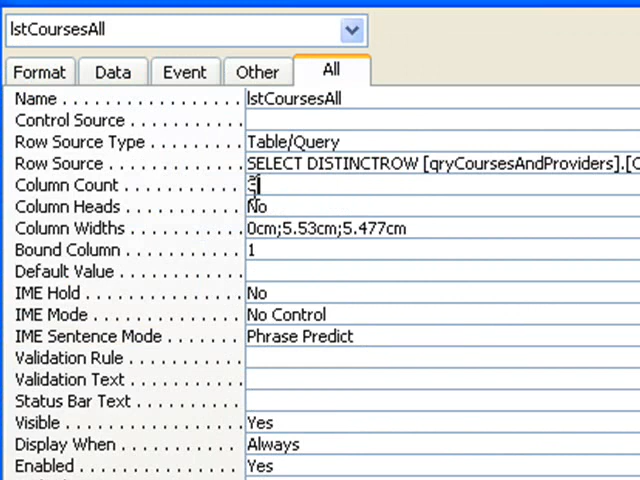 lstCoursesAll
Format Data Event Other All
Name lstCoursesAll
Control Source
Row Source Type Table/Query
Row Source SELECT DISTINCTROW [qryCoursesAndProviders].[C
Column Count 3
Column Heads No
Column Widths 0cm;5.53cm;5.477cm
Bound Column 1
Default Value
IME Hold No
IME Mode No Control
IME Sentence Mode Phrase Predict
Validation Rule
Validation Text
Status Bar Text
Visible Yes
Display When Always
Enabled Yes